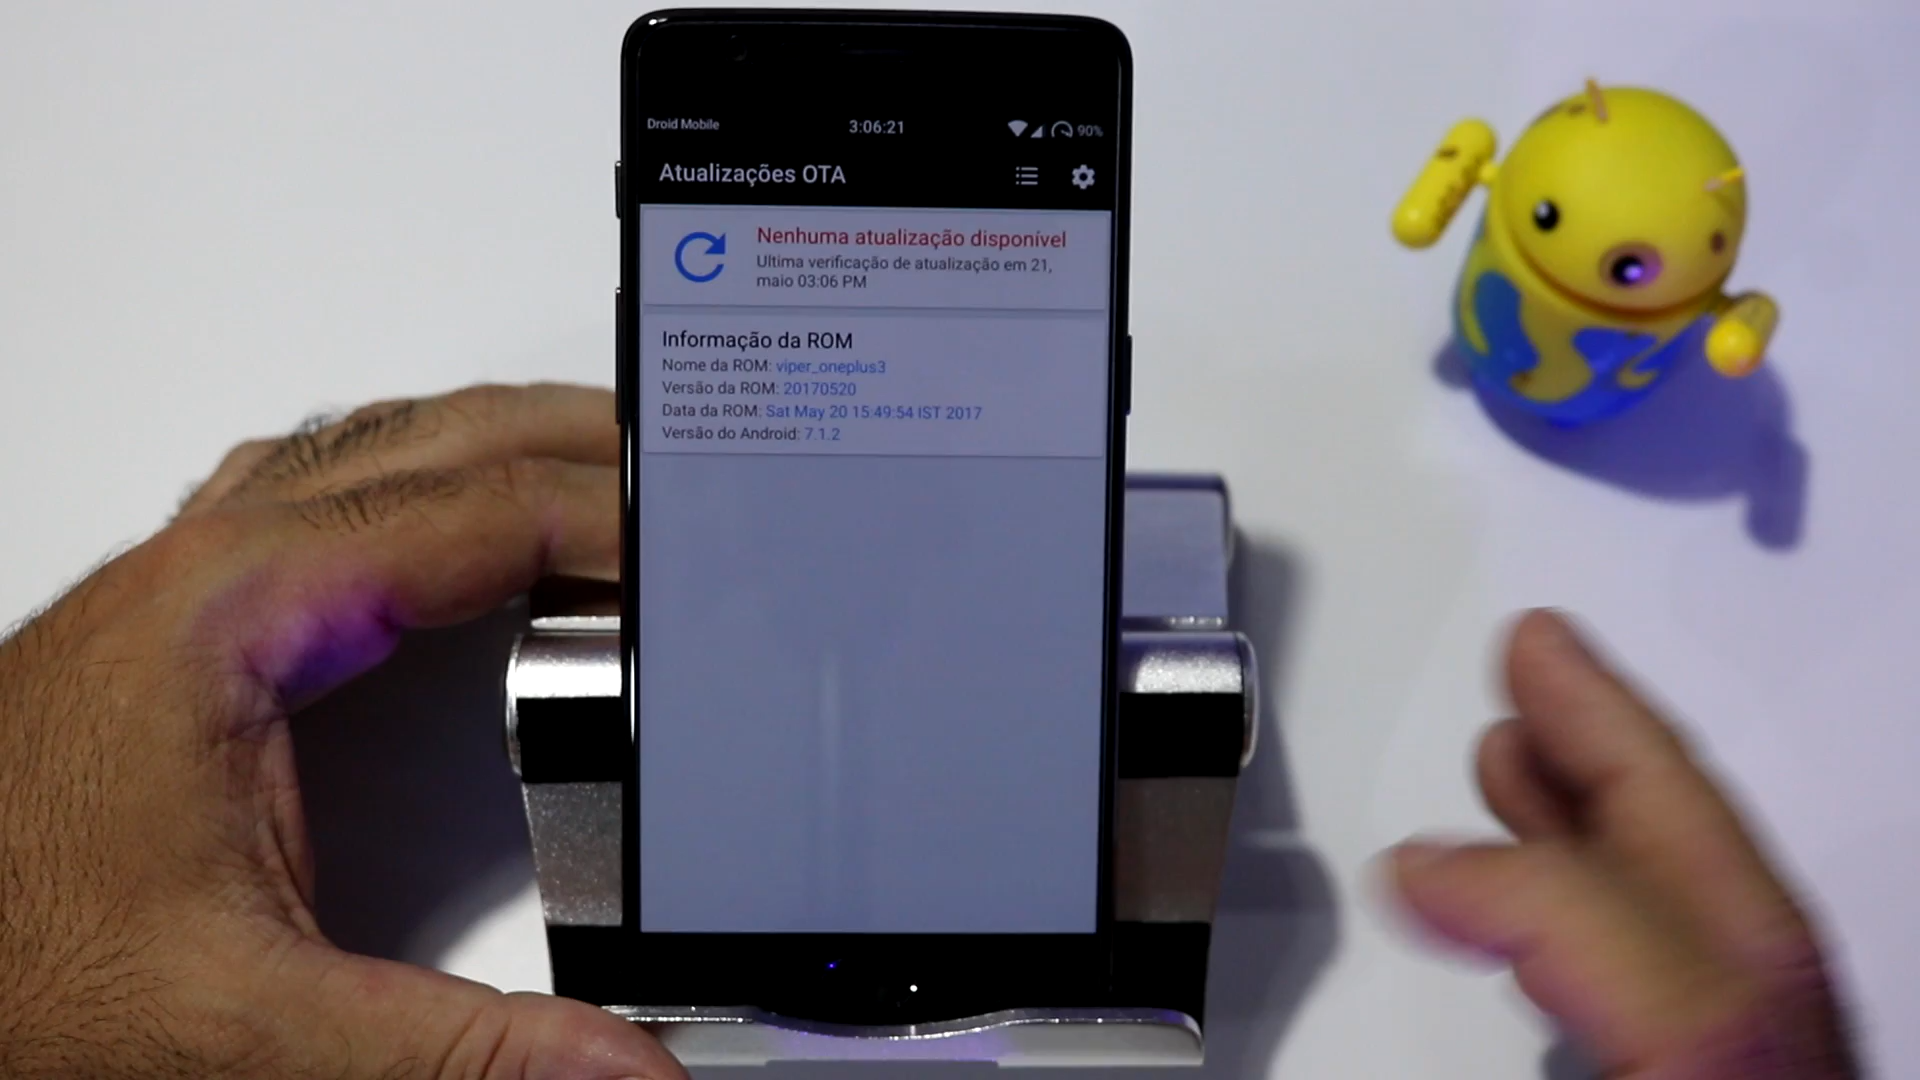 Droid Mobile 3:06:21 90%
Atualizações OTA
Nenhuma atualização disponível
Ultima verificação de atualização em 21,
maio 03:06 PM
Informação da ROM
Nome da ROM: viper_oneplus3
Versão da ROM: 20170520
Data da ROM: Sat May 20 15:49:54 IST 2017
Versão do Android: 7.1.2